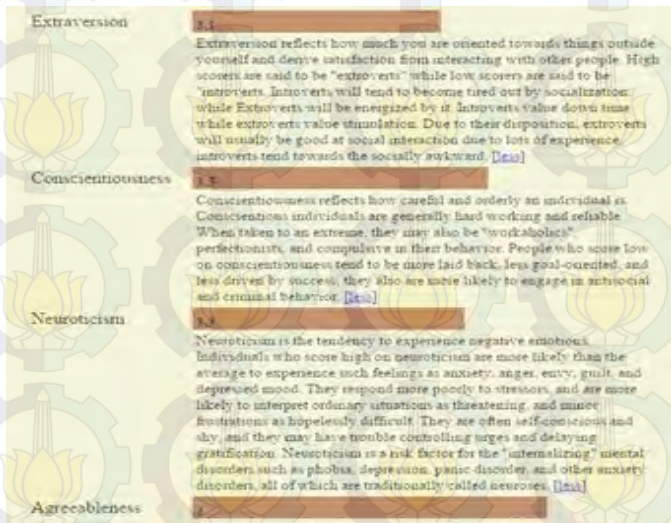 Extraversion
Extraversion reflects how much you are oriented towards things outside
yourself and derive satisfaction from interacting with other people. High
scorers are said to be "extroverts" while low scorers are said to be
"introverts. Introverts will tend to become tired out by socialization
while Extroverts will be energized by it. Introverts value down time
while extroverts value stimulation. Due to their disposition, extroverts
will usually be good at social interaction due to lots of experience,
introverts tend towards the socially awkward. [less]
Conscientiousness
Conscientiousness reflects how careful and orderly an individual is.
Conscientious individuals are generally hard working and reliable.
When taken to an extreme, they may also be "workaholics",
perfectionists, and compulsive in their behavior. People who score low
on conscientiousness tend to be more laid back, less goal-oriented, and
less driven by success, they also are more likely to engage in antisocial
and criminal behavior. [less]
Neuroticism
Neuroticism is the tendency to experience negative emotions.
Individuals who score high on neuroticism are more likely than the
average to experience such feelings as anxiety, anger, envy, guilt, and
depressed mood. They respond more poorly to stressors, and are more
likely to interpret ordinary situations as threatening, and minor
frustrations as hopelessly difficult. They are often self-conscious and
shy, and they may have trouble controlling urges and delaying
gratification. Neuroticism is a risk factor for the "internalizing" mental
disorders such as phobia, depression, panic disorder, and other anxiety
disorders, all of which are traditionally called neuroses. [less]
Agreeableness